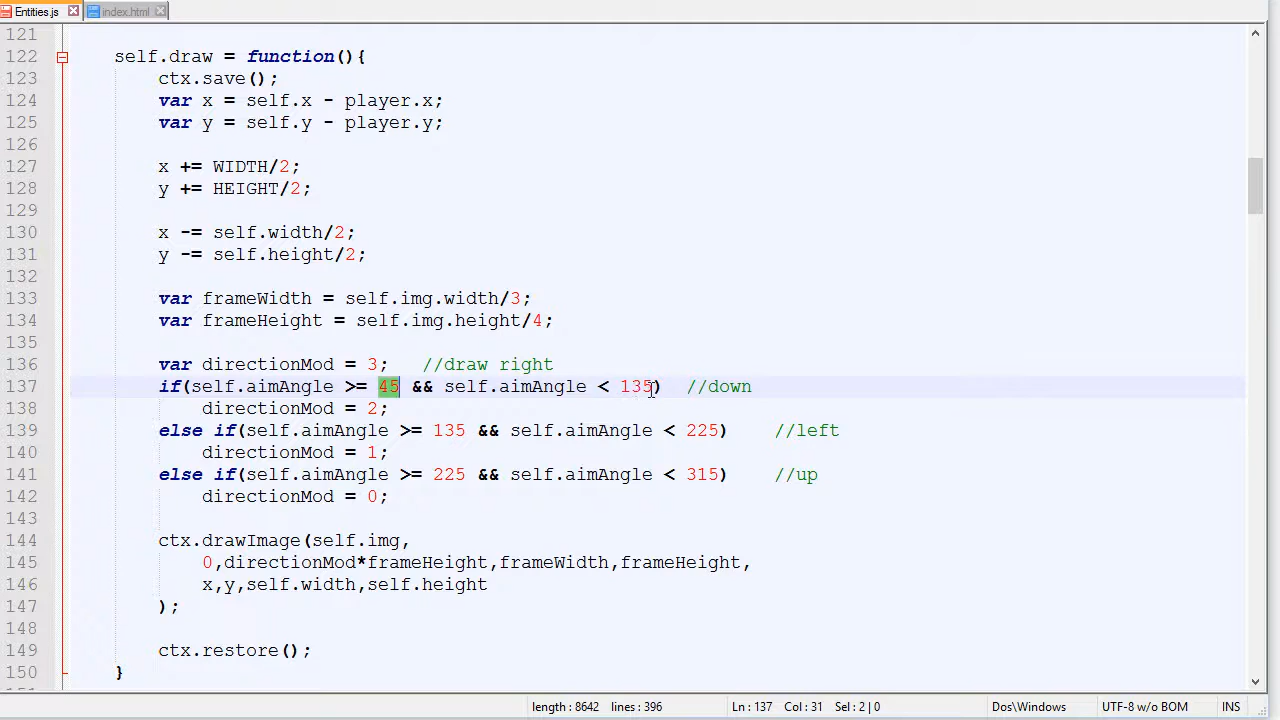 Entities.js index.html
121
122 self.draw = function(){
123 ctx.save();
124 var x = self.x - player.x;
125 var y = self.y - player.y;
126
127 x += WIDTH/2;
128 y += HEIGHT/2;
129
130 x -= self.width/2;
131 y -= self.height/2;
132
133 var frameWidth = self.img.width/3;
134 var frameHeight = self.img.height/4;
135
136 var directionMod = 3; //draw right
137 if(self.aimAngle >= 45 && self.aimAngle < 135) //down
138 directionMod = 2;
139 else if(self.aimAngle >= 135 && self.aimAngle < 225) //left
140 directionMod = 1;
141 else if(self.aimAngle >= 225 && self.aimAngle < 315) //up
142 directionMod = 0;
143
144 ctx.drawImage(self.img,
145 0,directionMod*frameHeight,frameWidth,frameHeight,
146 x,y,self.width,self.height
147 );
148
149 ctx.restore();
150 }
length : 8642 lines : 396 Ln : 137 Col : 31 Sel : 2 | 0 Dos\Windows UTF-8 w/o BOM INS